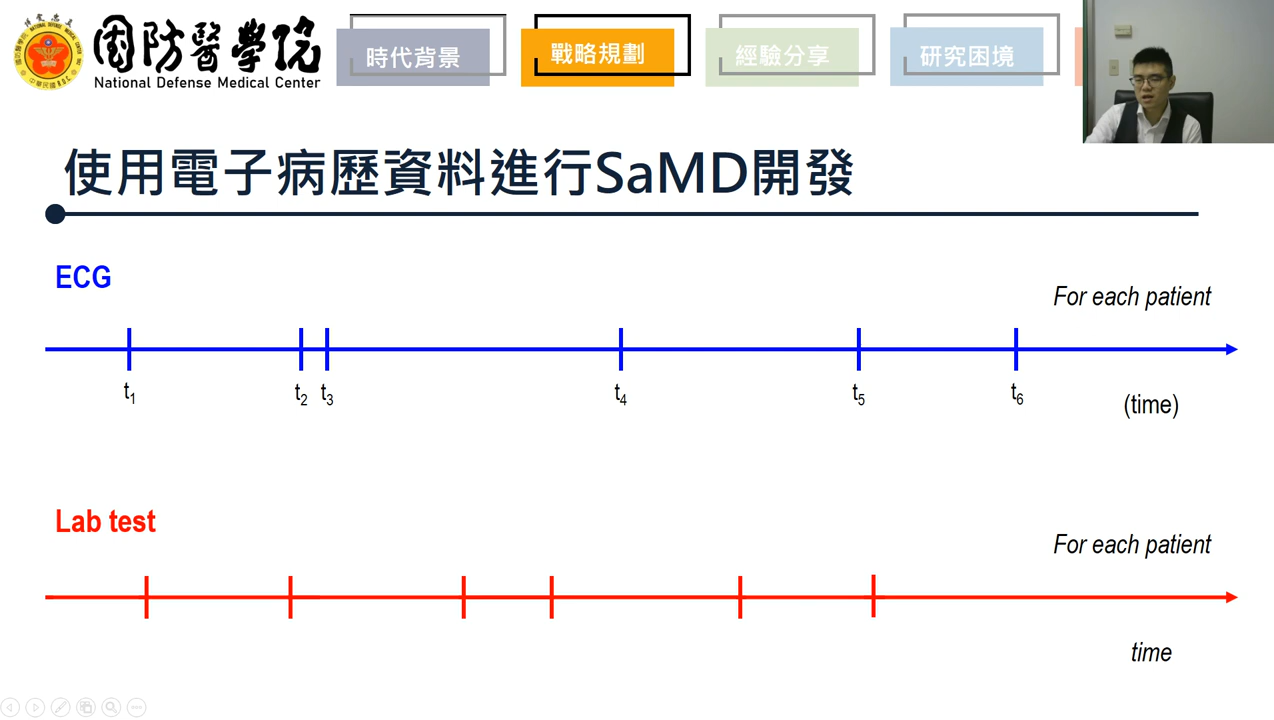 國防醫學院
National Defense Medical Center
時代背景
戰略規劃
經驗分享
研究困境
使用電子病歷資料進行SaMD開發
ECG
For each patient
t1 t2 t3 t4 t5 t6
(time)
Lab test
For each patient
time